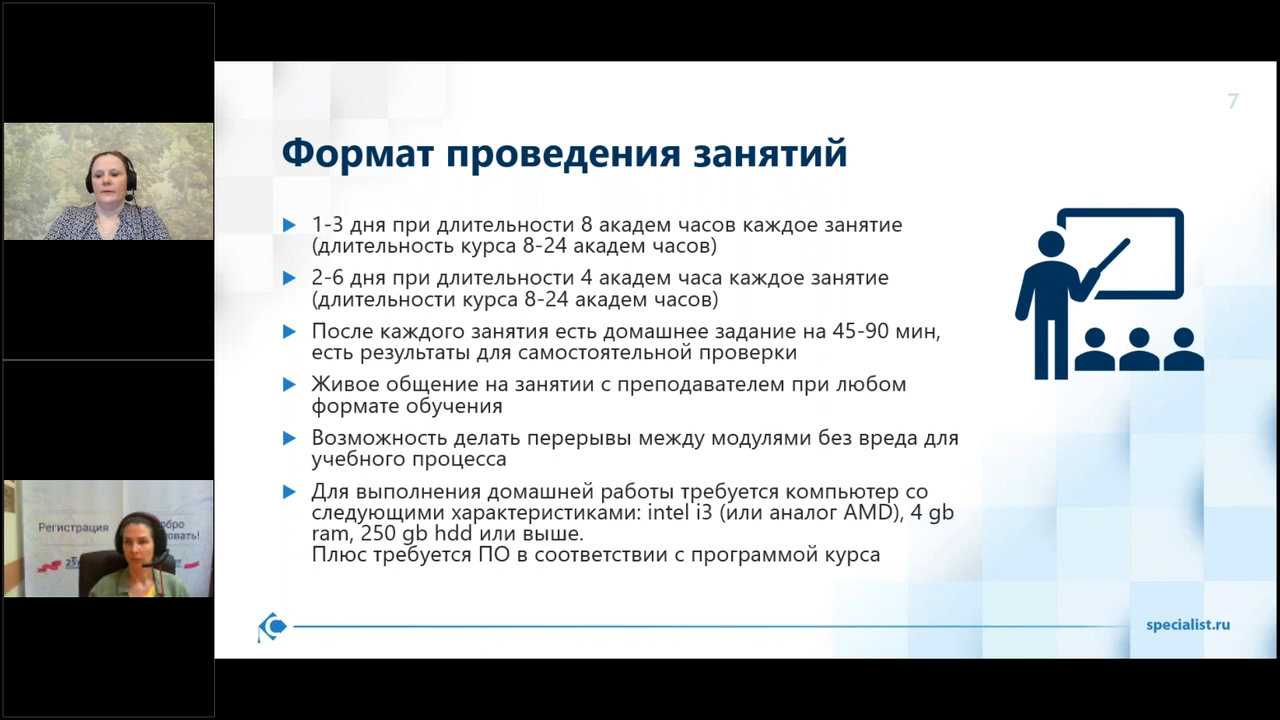 7
Формат проведения занятий
1-3 дня при длительности 8 академ часов каждое занятие
(длительность курса 8-24 академ часов)
2-6 дня при длительности 4 академ часа каждое занятие
(длительности курса 8-24 академ часов)
После каждого занятия есть домашнее задание на 45-90 мин,
есть результаты для самостоятельной проверки
Живое общение на занятии с преподавателем при любом
формате обучения
Возможность делать перерывы между модулями без вреда для
учебного процесса
Для выполнения домашней работы требуется компьютер со
следующими характеристиками: intel i3 (или аналог AMD), 4 gb
ram, 250 gb hdd или выше.
Плюс требуется ПО в соответствии с программой курса
specialist.ru
Регистрация